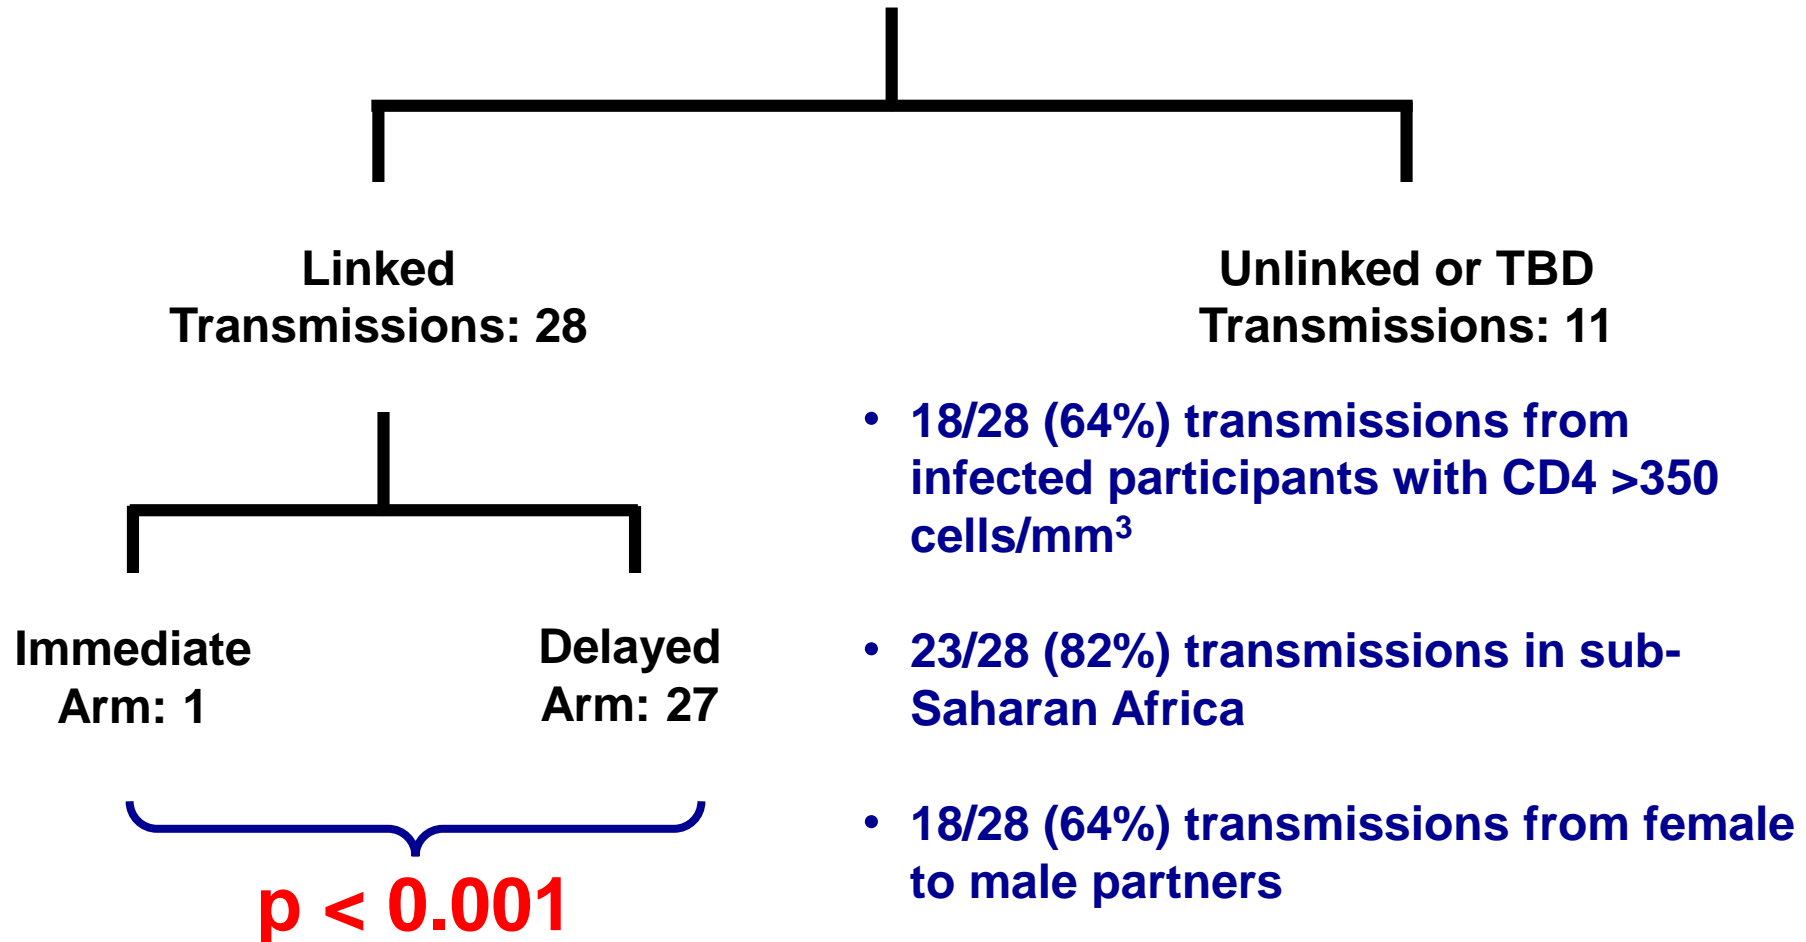 Linked
Transmissions: 28
Unlinked or TBD
Transmissions: 11
Immediate
Arm: 1
Delayed
Arm: 27
p < 0.001
• 18/28 (64%) transmissions from
infected participants with CD4 >350
cells/mm³
• 23/28 (82%) transmissions in sub-
Saharan Africa
• 18/28 (64%) transmissions from female
to male partners